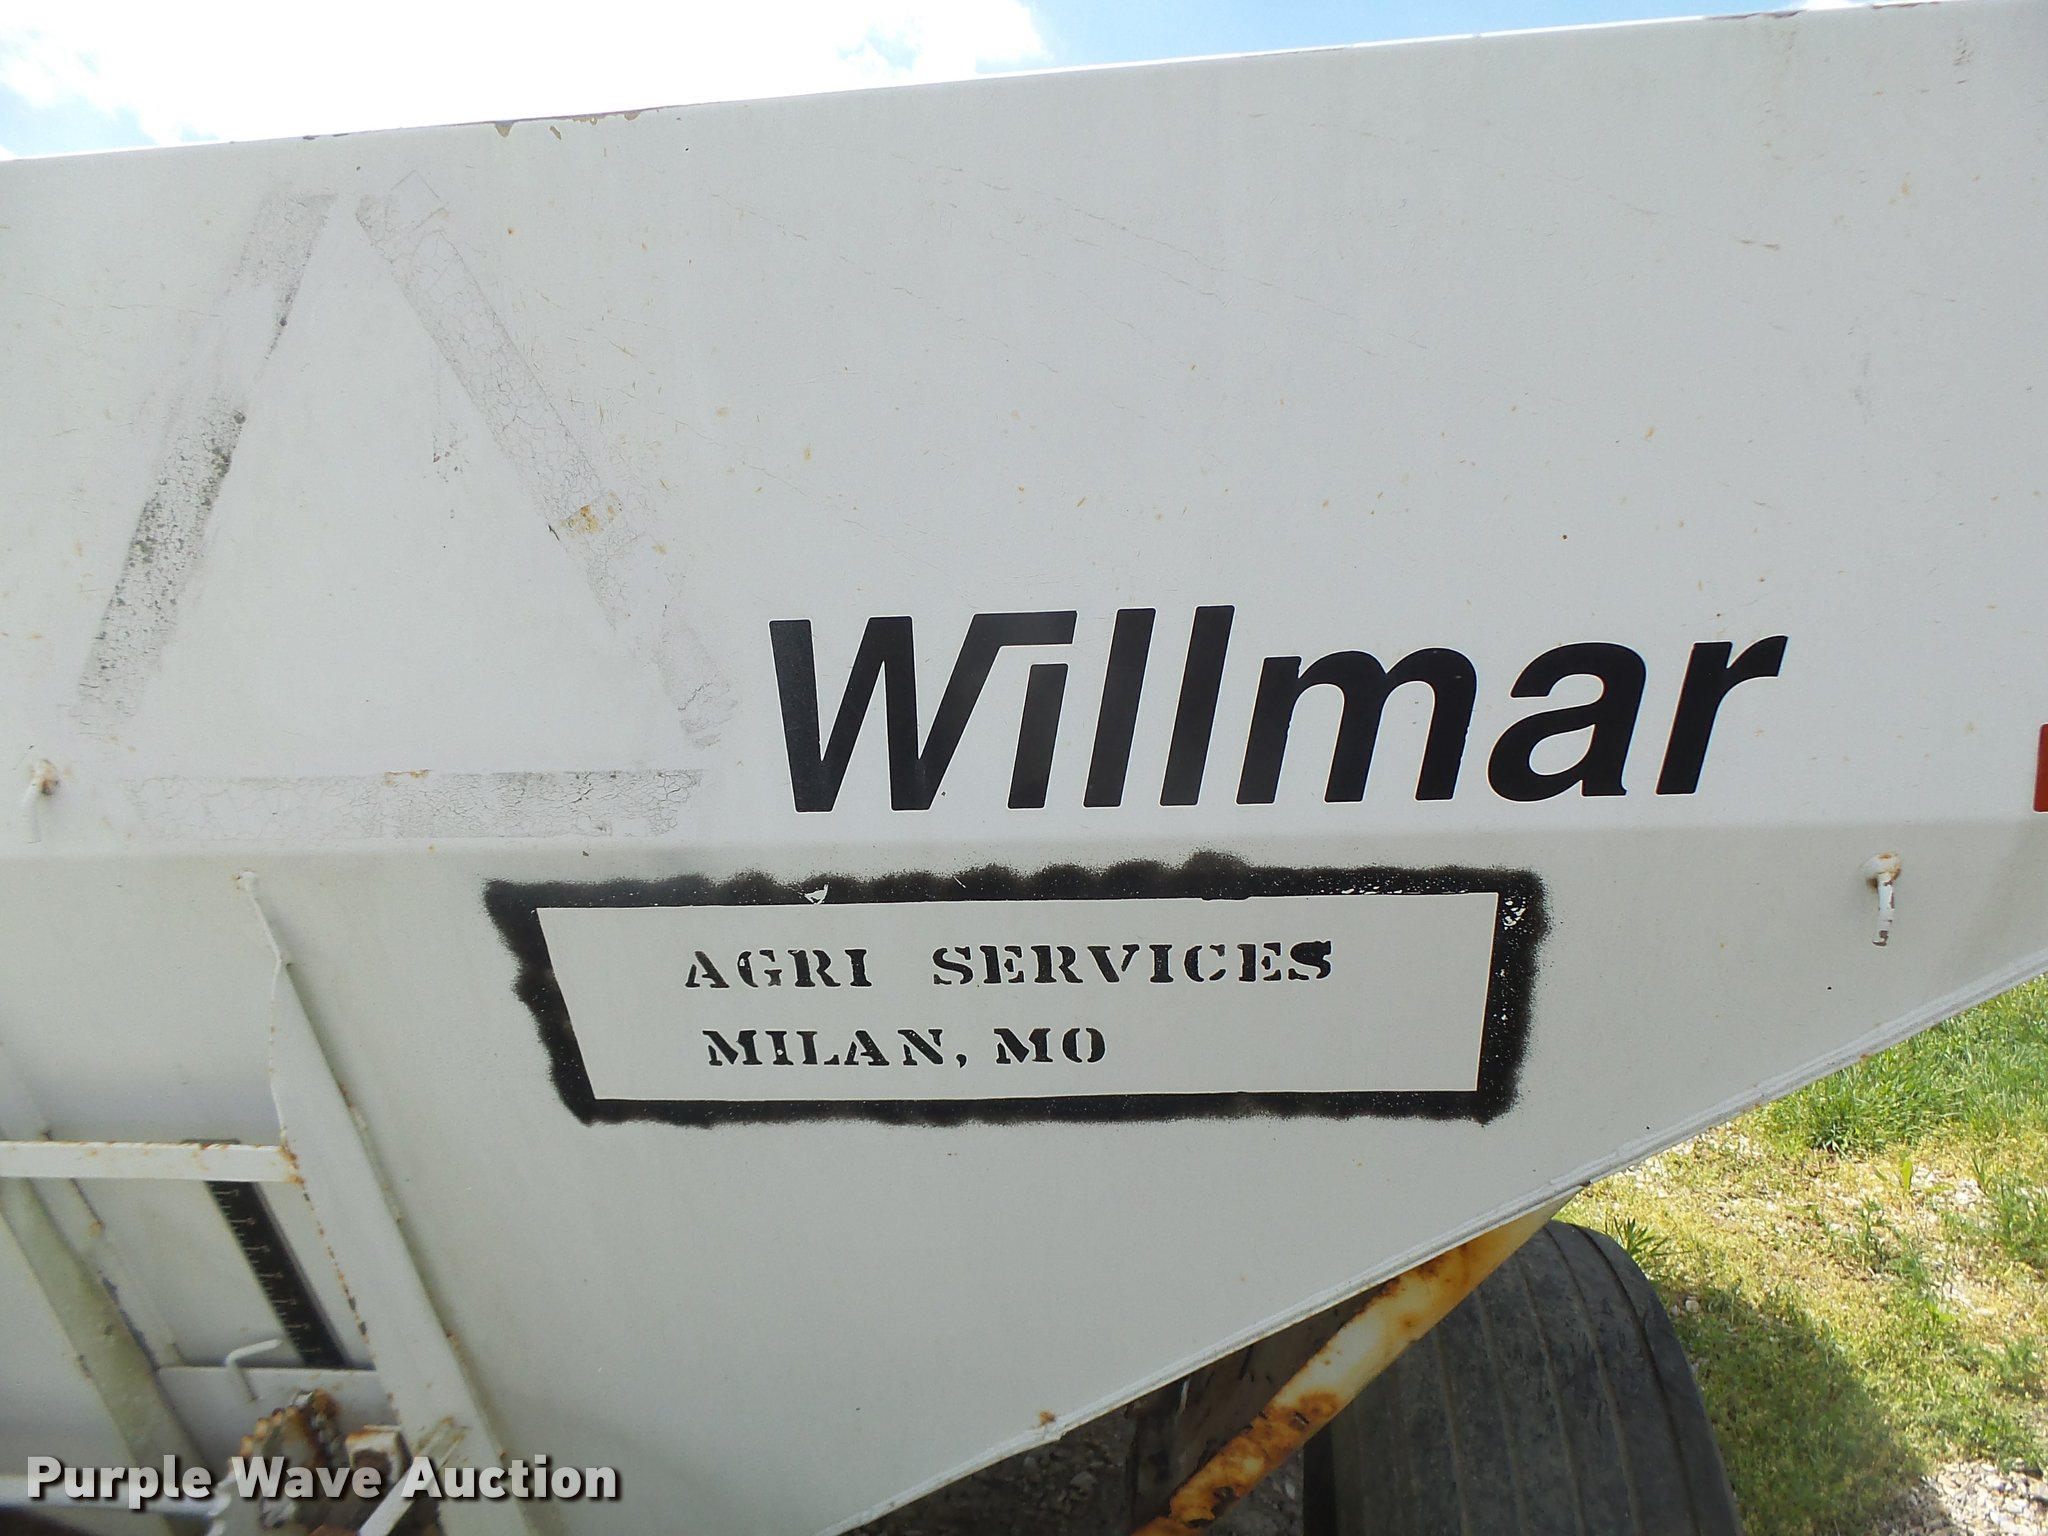 Willmar
AGRI SERVICES
MILAN, MO
Purple Wave Auction